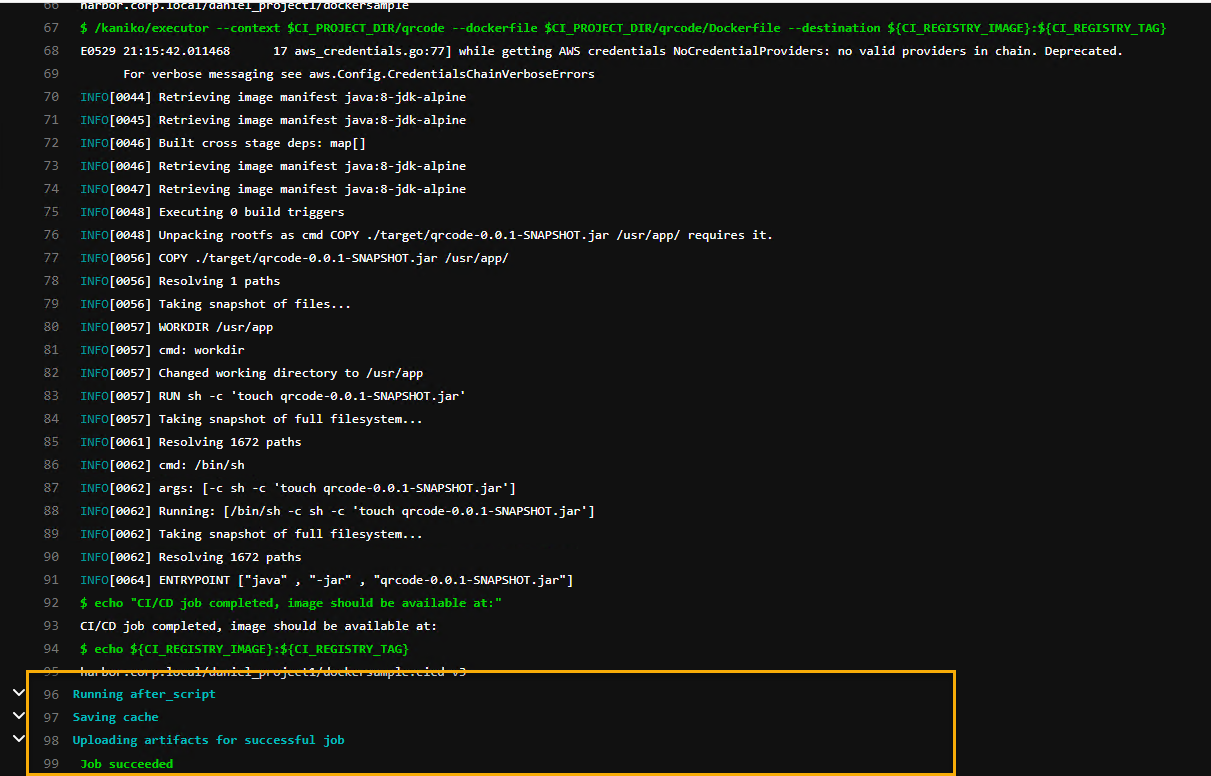 66 harbor.corp.local/daniel_project1/dockersample
67 $ /kaniko/executor --context $CI_PROJECT_DIR/qrcode --dockerfile $CI_PROJECT_DIR/qrcode/Dockerfile --destination ${CI_REGISTRY_IMAGE}:${CI_REGISTRY_TAG}
68 E0529 21:15:42.011468      17 aws_credentials.go:77] while getting AWS credentials NoCredentialProviders: no valid providers in chain. Deprecated.
69 For verbose messaging see aws.Config.CredentialsChainVerboseErrors
70 INFO[0044] Retrieving image manifest java:8-jdk-alpine
71 INFO[0045] Retrieving image manifest java:8-jdk-alpine
72 INFO[0046] Built cross stage deps: map[]
73 INFO[0046] Retrieving image manifest java:8-jdk-alpine
74 INFO[0047] Retrieving image manifest java:8-jdk-alpine
75 INFO[0048] Executing 0 build triggers
76 INFO[0048] Unpacking rootfs as cmd COPY ./target/qrcode-0.0.1-SNAPSHOT.jar /usr/app/ requires it.
77 INFO[0056] COPY ./target/qrcode-0.0.1-SNAPSHOT.jar /usr/app/
78 INFO[0056] Resolving 1 paths
79 INFO[0056] Taking snapshot of files...
80 INFO[0057] WORKDIR /usr/app
81 INFO[0057] cmd: workdir
82 INFO[0057] Changed working directory to /usr/app
83 INFO[0057] RUN sh -c 'touch qrcode-0.0.1-SNAPSHOT.jar'
84 INFO[0057] Taking snapshot of full filesystem...
85 INFO[0061] Resolving 1672 paths
86 INFO[0062] cmd: /bin/sh
87 INFO[0062] args: [-c sh -c 'touch qrcode-0.0.1-SNAPSHOT.jar']
88 INFO[0062] Running: [/bin/sh -c sh -c 'touch qrcode-0.0.1-SNAPSHOT.jar']
89 INFO[0062] Taking snapshot of full filesystem...
90 INFO[0062] Resolving 1672 paths
91 INFO[0064] ENTRYPOINT ["java" , "-jar" , "qrcode-0.0.1-SNAPSHOT.jar"]
92 $ echo "CI/CD job completed, image should be available at:"
93 CI/CD job completed, image should be available at:
94 $ echo ${CI_REGISTRY_IMAGE}:${CI_REGISTRY_TAG}
95 harbor.corp.local/daniel_project1/dockersample:cicd-v3
96 Running after_script
97 Saving cache
98 Uploading artifacts for successful job
99 Job succeeded